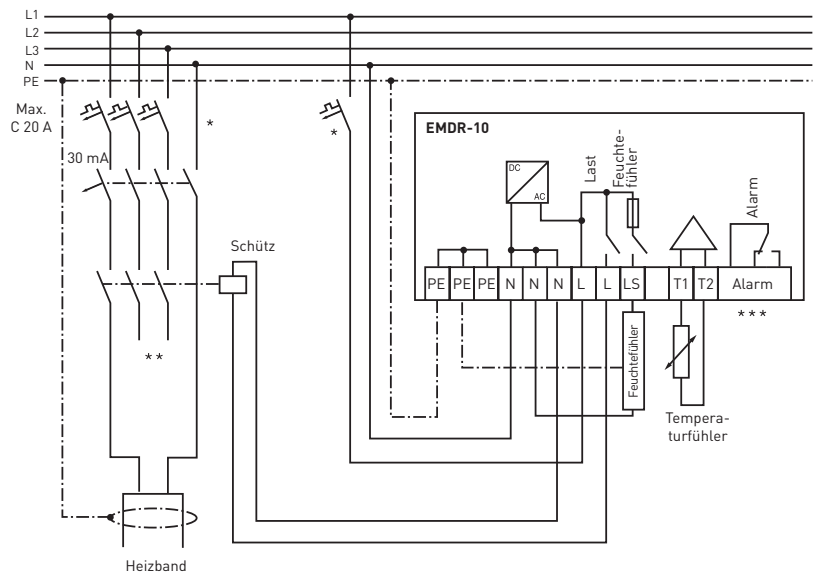 L1
L2
L3
N
PE
Max.
C 20 A
*
*
30 mA
EMDR-10
DC
AC
Last
Feuchte-
fühler
Alarm
Schütz
PE PE PE N N N L L LS T1 T2 Alarm
* * *
* *
Feuchtefühler
Tempera-
turfühler
Heizband